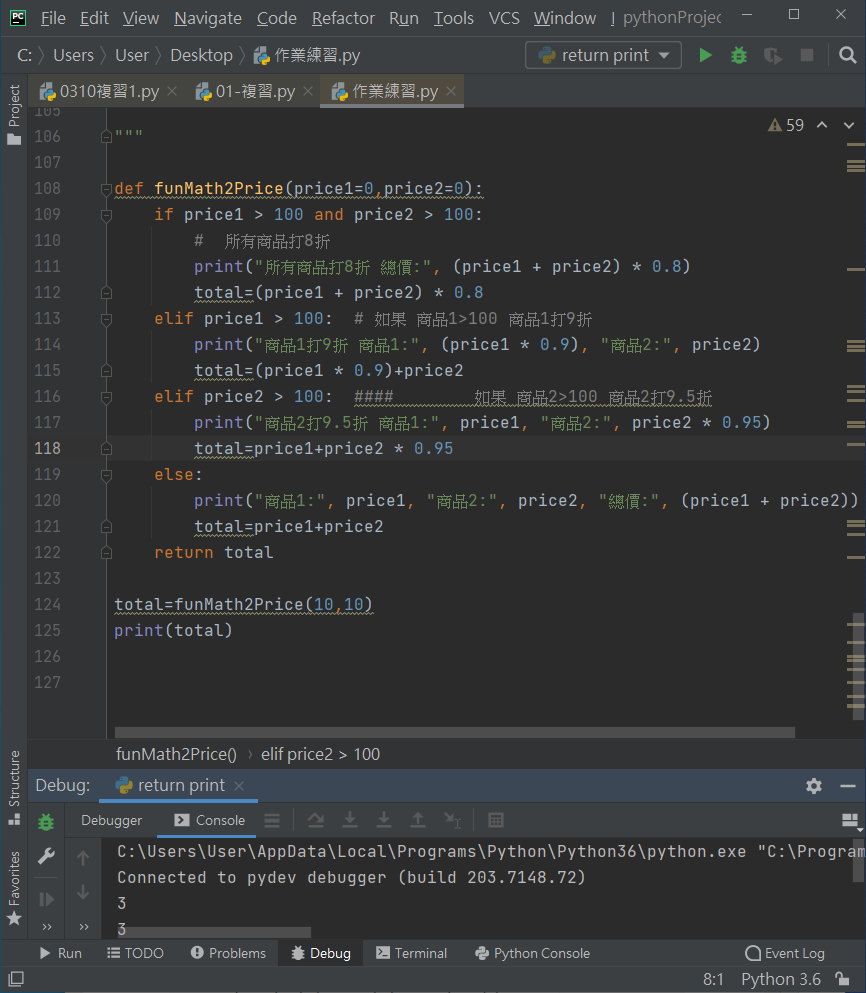 File Edit View Navigate Code Refactor Run Tools VCS Window pythonProjec
C: Users User Desktop 作業練習.py return print
0310複習1.py 01-複習.py 作業練習.py
Project
105
106 """
59
107
108 def funMath2Price(price1=0,price2=0):
109 if price1 > 100 and price2 > 100:
110 # 所有商品打8折
111 print("所有商品打8折 總價:", (price1 + price2) * 0.8)
112 total=(price1 + price2) * 0.8
113 elif price1 > 100: # 如果 商品1>100 商品1打9折
114 print("商品1打9折 商品1:", (price1 * 0.9), "商品2:", price2)
115 total=(price1 * 0.9)+price2
116 elif price2 > 100: #### 如果 商品2>100 商品2打9.5折
117 print("商品2打9.5折 商品1:", price1, "商品2:", price2 * 0.95)
118 total=price1+price2 * 0.95
119 else:
120 print("商品1:", price1, "商品2:", price2, "總價:", (price1 + price2))
121 total=price1+price2
122 return total
123
124 total=funMath2Price(10,10)
125 print(total)
126
127
funMath2Price() › elif price2 > 100
Structure
Favorites
Debug: return print
Debugger Console
C:\Users\User\AppData\Local\Programs\Python\Python36\python.exe "C:\Program
Connected to pydev debugger (build 203.7148.72)
3
3
Run TODO Problems Debug Terminal Python Console Event Log
8:1 Python 3.6